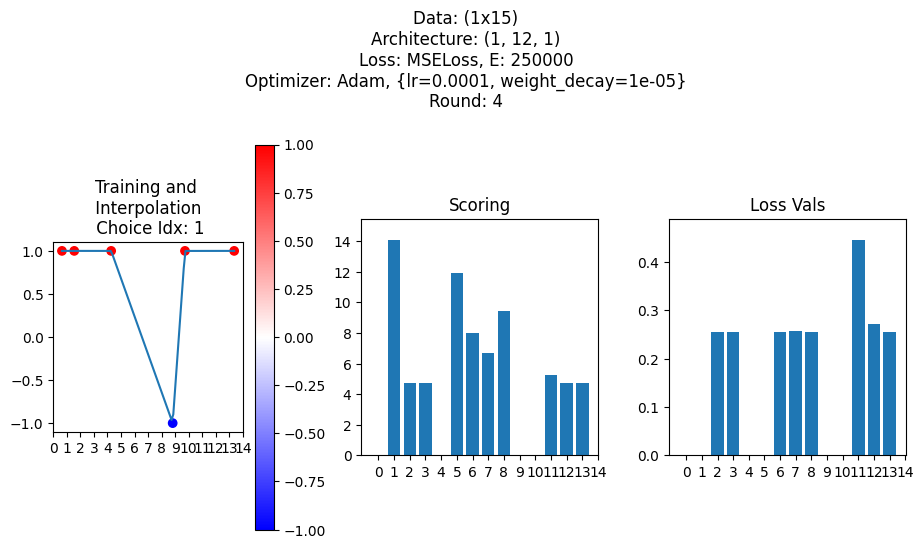 Data: (1x15)
Architecture: (1, 12, 1)
Loss: MSELoss, E: 250000
Optimizer: Adam, {lr=0.0001, weight_decay=1e-05}
Round: 4
Training and
Interpolation
Choice Idx: 1
1.0
0.5
0.0
−0.5
−1.0
0 1 2 3 4 5 6 7 8 9 10 11 12 13 14
1.00
0.75
0.50
0.25
0.00
−0.25
−0.50
−0.75
−1.00
Scoring
14
12
10
8
6
4
2
0
0 1 2 3 4 5 6 7 8 9 10 11 12 13 14
Loss Vals
0.4
0.3
0.2
0.1
0.0
0 1 2 3 4 5 6 7 8 9 10 11 12 13 14